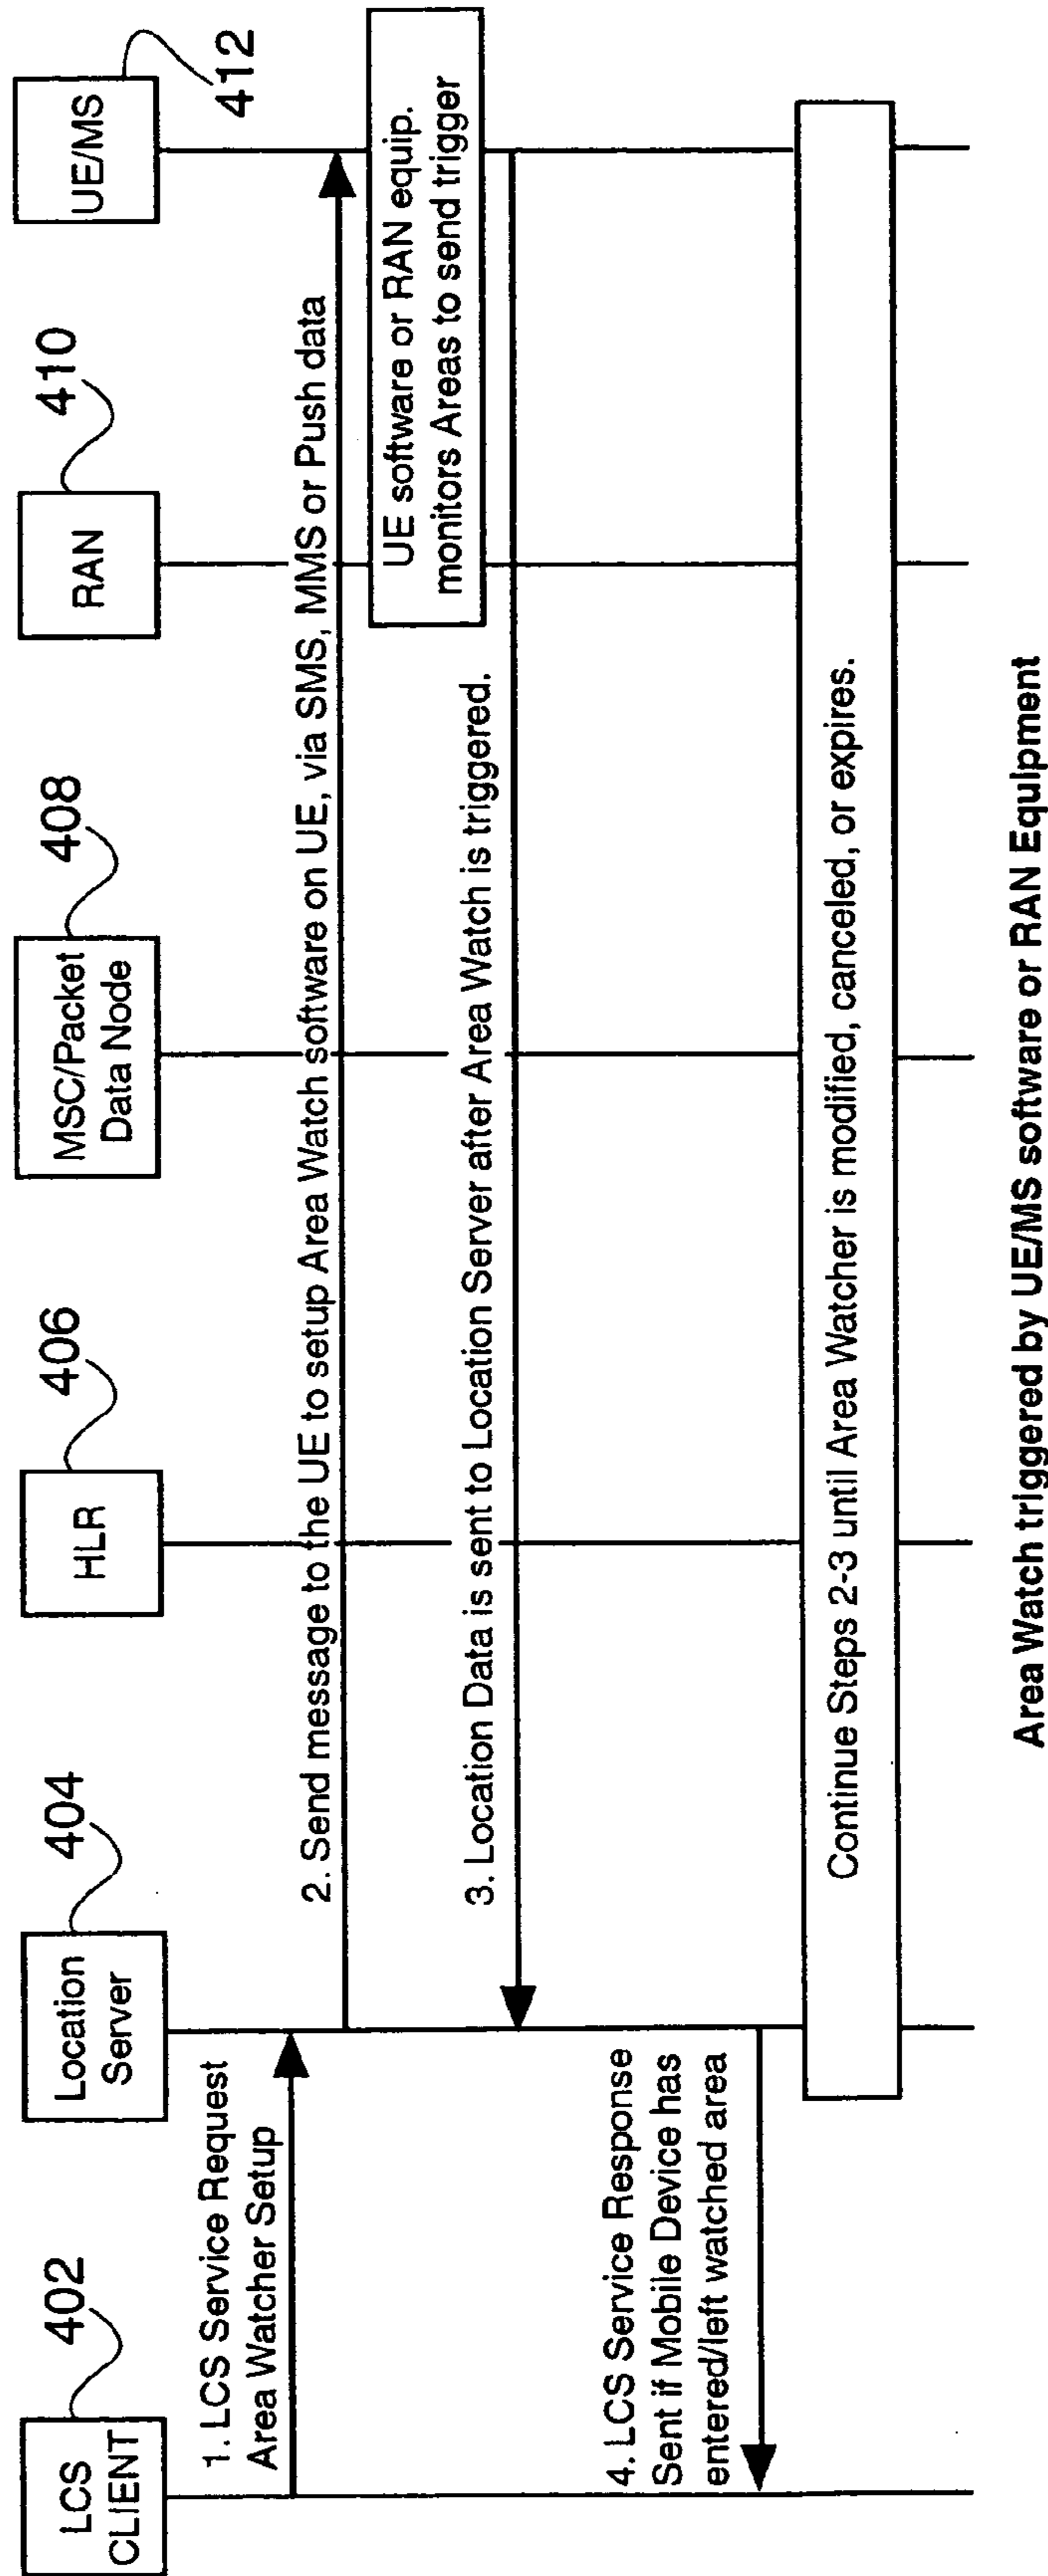 402
LCS
CLIENT
404
Location
Server
406
HLR
408
MSC/Packet
Data Node
410
RAN
412
UE/MS
1. LCS Service Request
Area Watcher Setup
2. Send message to the UE to setup Area Watch software on UE, via SMS, MMS or Push data
UE software or RAN equip.
monitors Areas to send trigger
3. Location Data is sent to Location Server after Area Watch is triggered.
4. LCS Service Response
Sent if Mobile Device has
entered/left watched area
Continue Steps 2-3 until Area Watcher is modified, canceled, or expires.
Area Watch triggered by UE/MS software or RAN Equipment